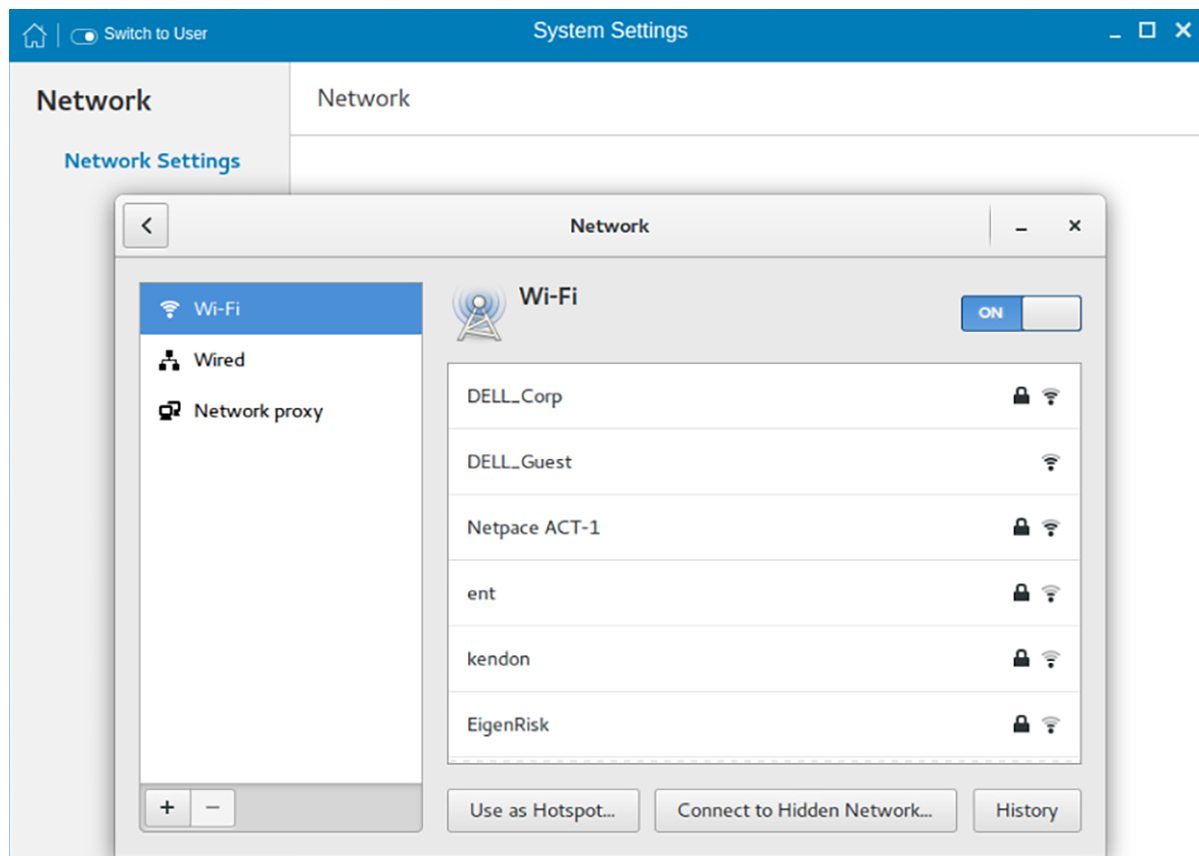 Switch to User
System Settings
Network
Network
Network Settings
Network
Wi-Fi
Wired
Network proxy
Wi-Fi
ON
DELL_Corp
DELL_Guest
Netpace ACT-1
ent
kendon
EigenRisk
+
−
Use as Hotspot...
Connect to Hidden Network...
History